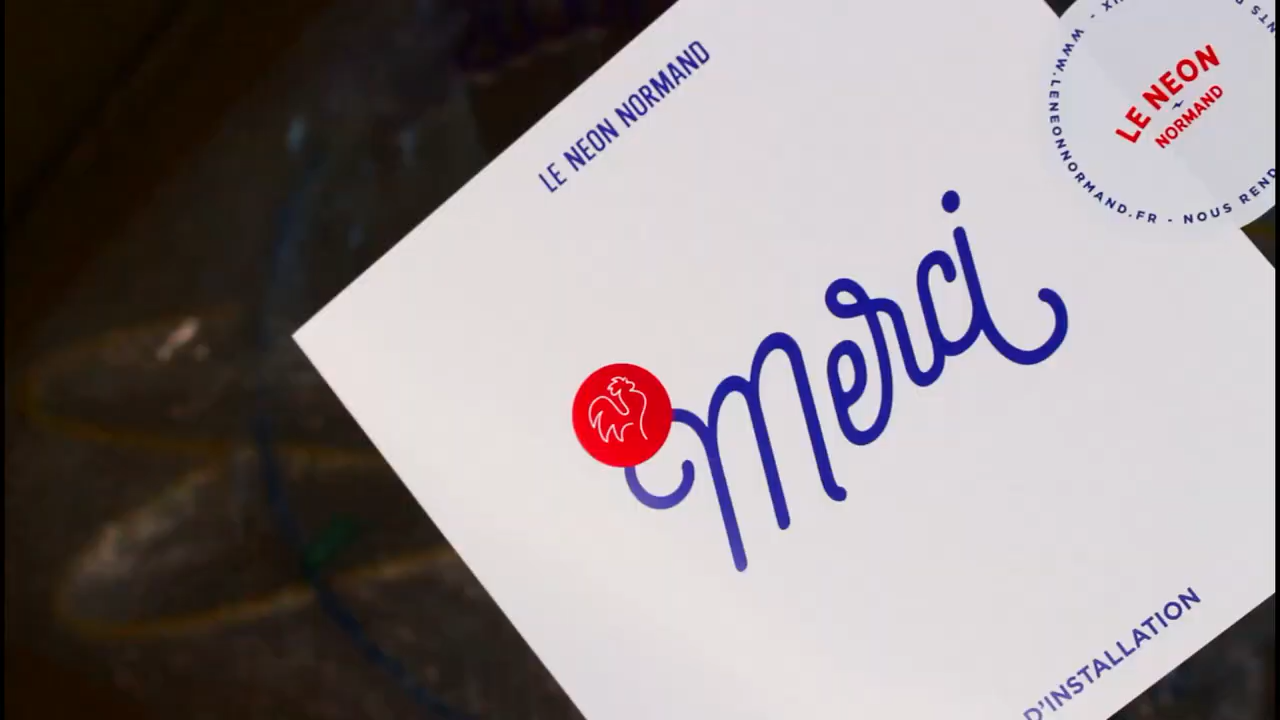 LE NEON NORMAND
Merci
D'INSTALLATION
LE NEON
NORMAND
WWW.LENEONNORMAND.FR - NOUS REND